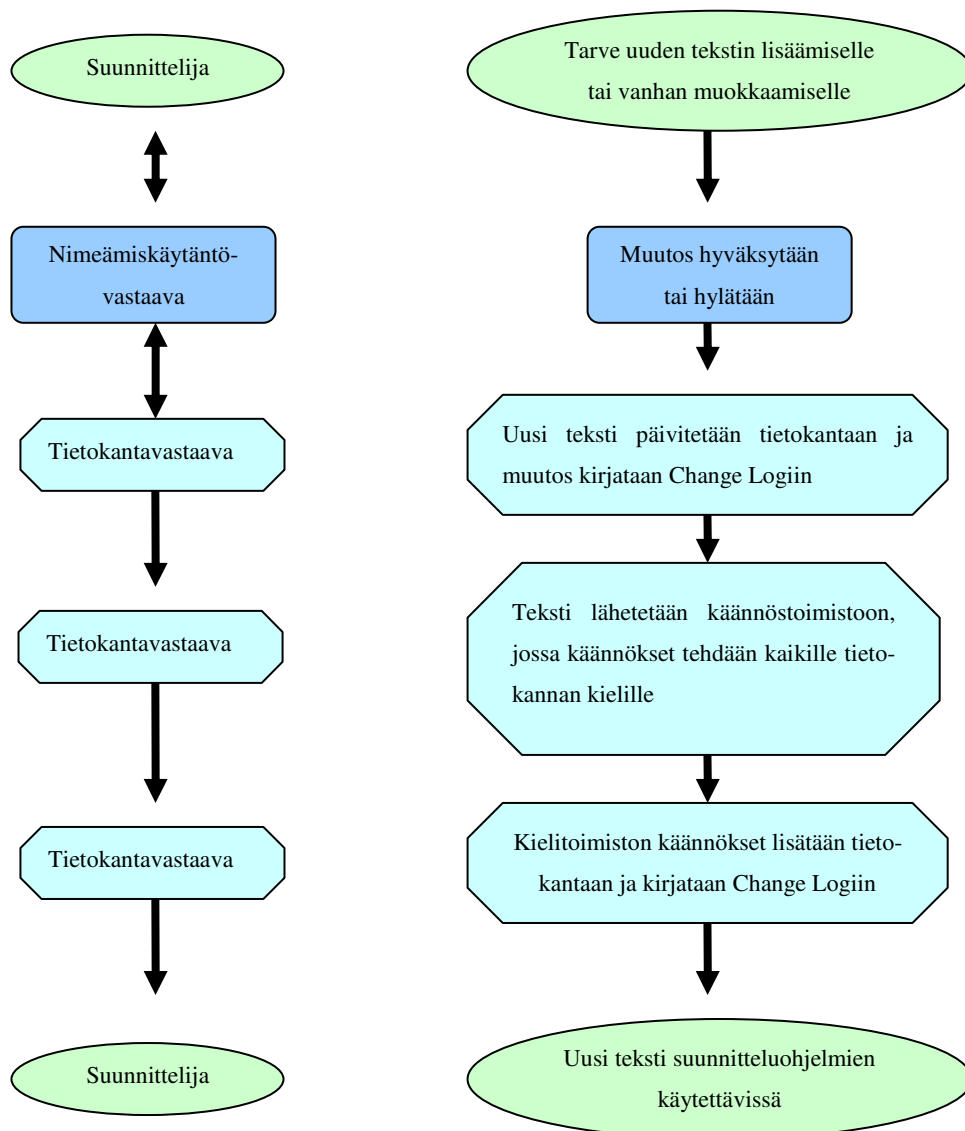 Suunnittelija
Tarve uuden tekstin lisäämiselle
tai vanhan muokkaamiselle
Nimeämiskäytäntö-
vastaava
Muutos hyväksytään
tai hylätään
Tietokantavastaava
Uusi teksti päivitetään tietokantaan ja
muutos kirjataan Change Logiin
Tietokantavastaava
Teksti lähetetään käännöstoimistoon,
jossa käännökset tehdään kaikille tieto-
kannan kielille
Tietokantavastaava
Kielitoimiston käännökset lisätään tieto-
kantaan ja kirjataan Change Logiin
Suunnittelija
Uusi teksti suunnitteluohjelmien
käytettävissä